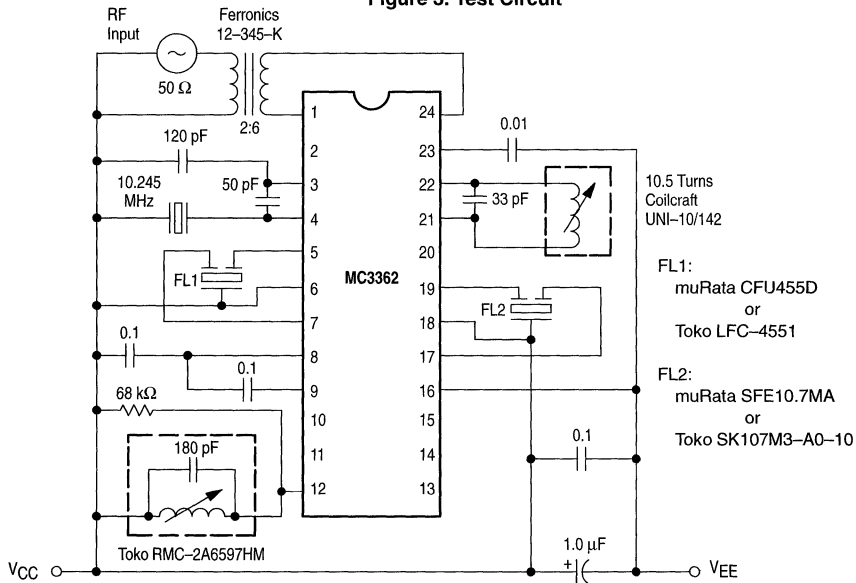 Figure 3. Test Circuit
RF
Input
Ferronics
12–345–K
50 Ω
2:6
1
24
120 pF
2
23
0.01
10.245
MHz
50 pF
3
22
33 pF
10.5 Turns
Coilcraft
UNI–10/142
4
21
5
20
FL1
MC3362
6
19
FL2
7
18
FL1:
muRata CFU455D
or
Toko LFC–4551
0.1
8
17
0.1
9
16
FL2:
muRata SFE10.7MA
or
Toko SK107M3–A0–10
68 kΩ
10
15
180 pF
11
14
0.1
12
13
Toko RMC–2A6597HM
1.0 µF
+
VCC
VEE